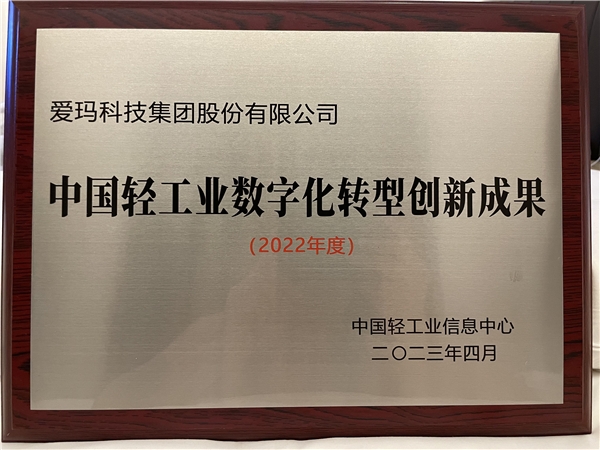 爱玛科技集团股份有限公司
中国轻工业数字化转型创新成果
（2022年度）
中国轻工业信息中心
二〇二三年四月